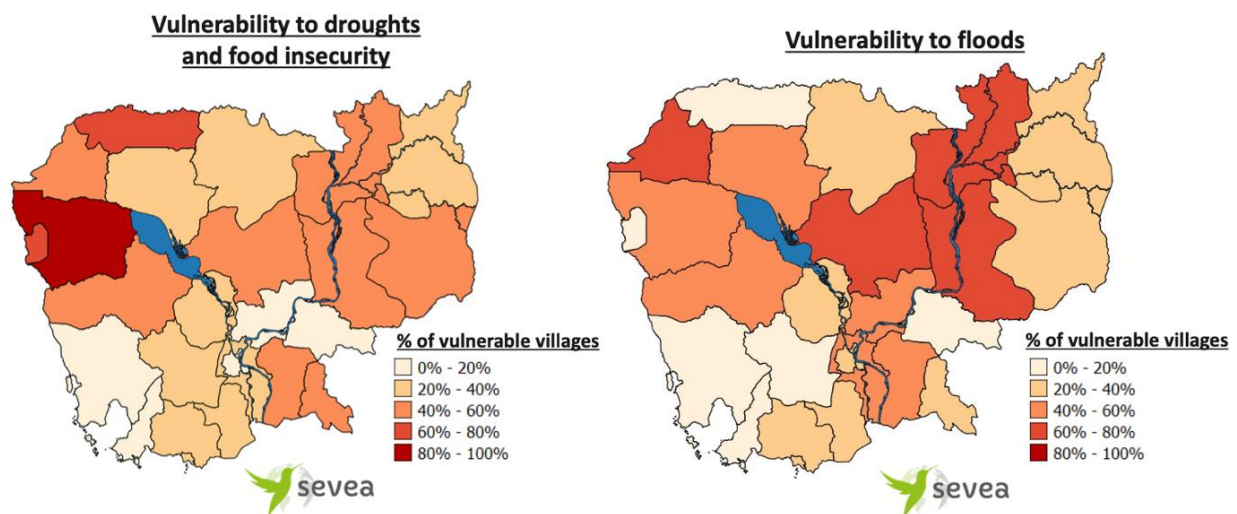 Vulnerability to droughts
and food insecurity
% of vulnerable villages
0% - 20%
20% - 40%
40% - 60%
60% - 80%
80% - 100%
sevea
Vulnerability to floods
% of vulnerable villages
0% - 20%
20% - 40%
40% - 60%
60% - 80%
80% - 100%
sevea